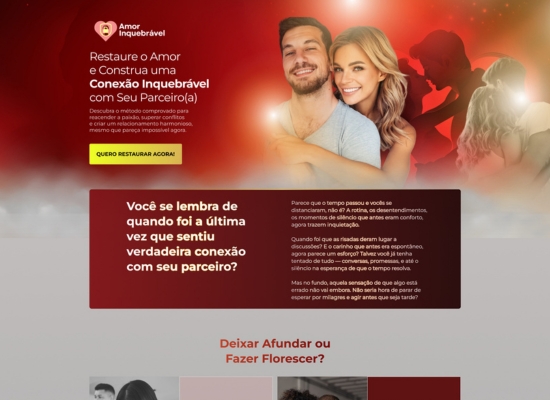 Amor
Inquebrável
Restaure o Amor
e Construa uma
Conexão Inquebrável
com Seu Parceiro(a)
Descubra o método comprovado para
reacender a paixão, superar conflitos
e criar um relacionamento harmonioso,
mesmo que pareça impossível agora.
QUERO RESTAURAR AGORA!
Você se lembra de
quando foi a última
vez que sentiu
verdadeira conexão
com seu parceiro?
Parece que o tempo passou e vocês se
distanciaram, não é? A rotina, os desentendimentos,
os momentos de silêncio que antes eram conforto,
agora trazem inquietação.
Quando foi que as risadas deram lugar a
discussões? E o carinho que antes era espontâneo,
agora parece um esforço? Talvez você já tenha
tentado de tudo — conversas, promessas, e até o
silêncio na esperança de que o tempo resolva.
Mas no fundo, aquela sensação de que algo está
errado não vai embora. Não seria hora de parar de
esperar por milagres e agir antes que seja tarde?
Deixar Afundar ou
Fazer Florescer?